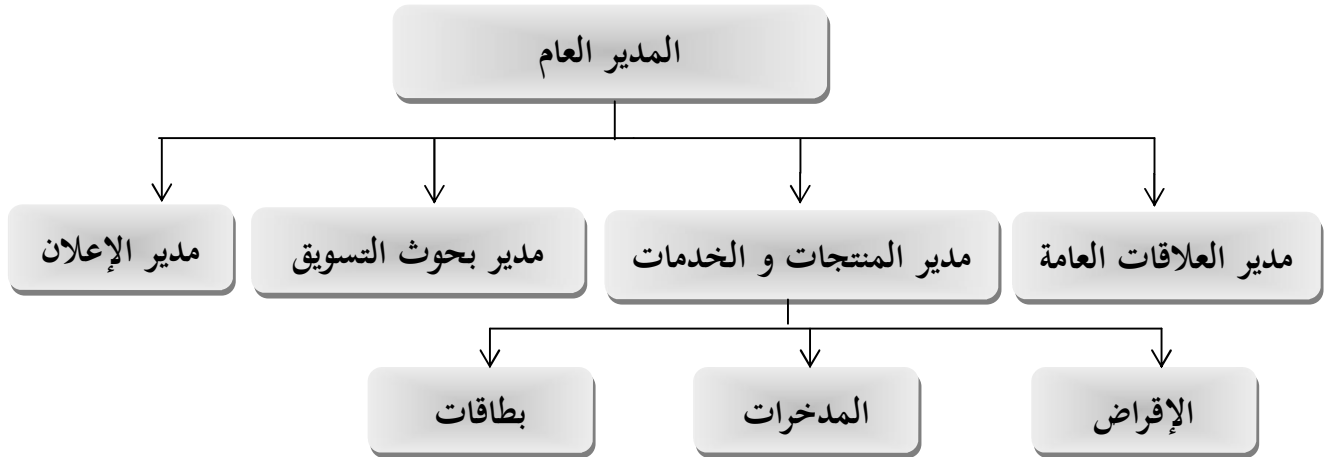 المدير العام
مدير العلاقات العامة
مدير المنتجات و الخدمات
مدير بحوث التسويق
مدير الإعلان
الإقراض
المدخرات
بطاقات